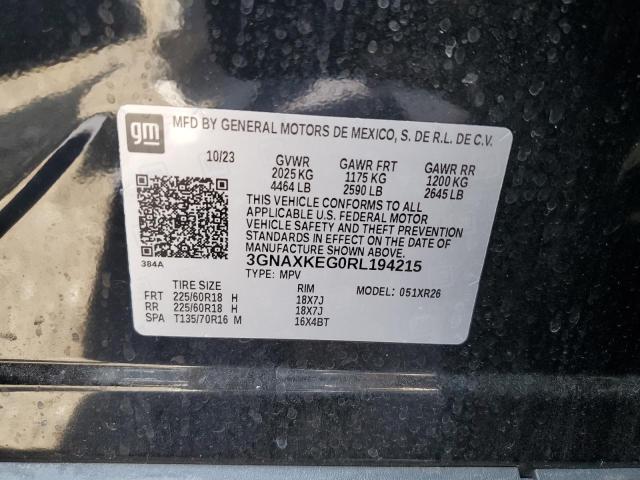 gm
MFD BY GENERAL MOTORS DE MEXICO, S. DE R.L. DE C.V.
10/23 GVWR GAWR FRT GAWR RR
2025 KG 1175 KG 1200 KG
4464 LB 2590 LB 2645 LB
THIS VEHICLE CONFORMS TO ALL
APPLICABLE U.S. FEDERAL MOTOR
VEHICLE SAFETY AND THEFT PREVENTION
STANDARDS IN EFFECT ON THE DATE OF
MANUFACTURE SHOWN ABOVE.
384A 3GNAXKEG0RL194215
TYPE: MPV
TIRE SIZE RIM MODEL: 051XR26
FRT 225/60R18 H 18X7J
RR 225/60R18 H 18X7J
SPA T135/70R16 M 16X4BT